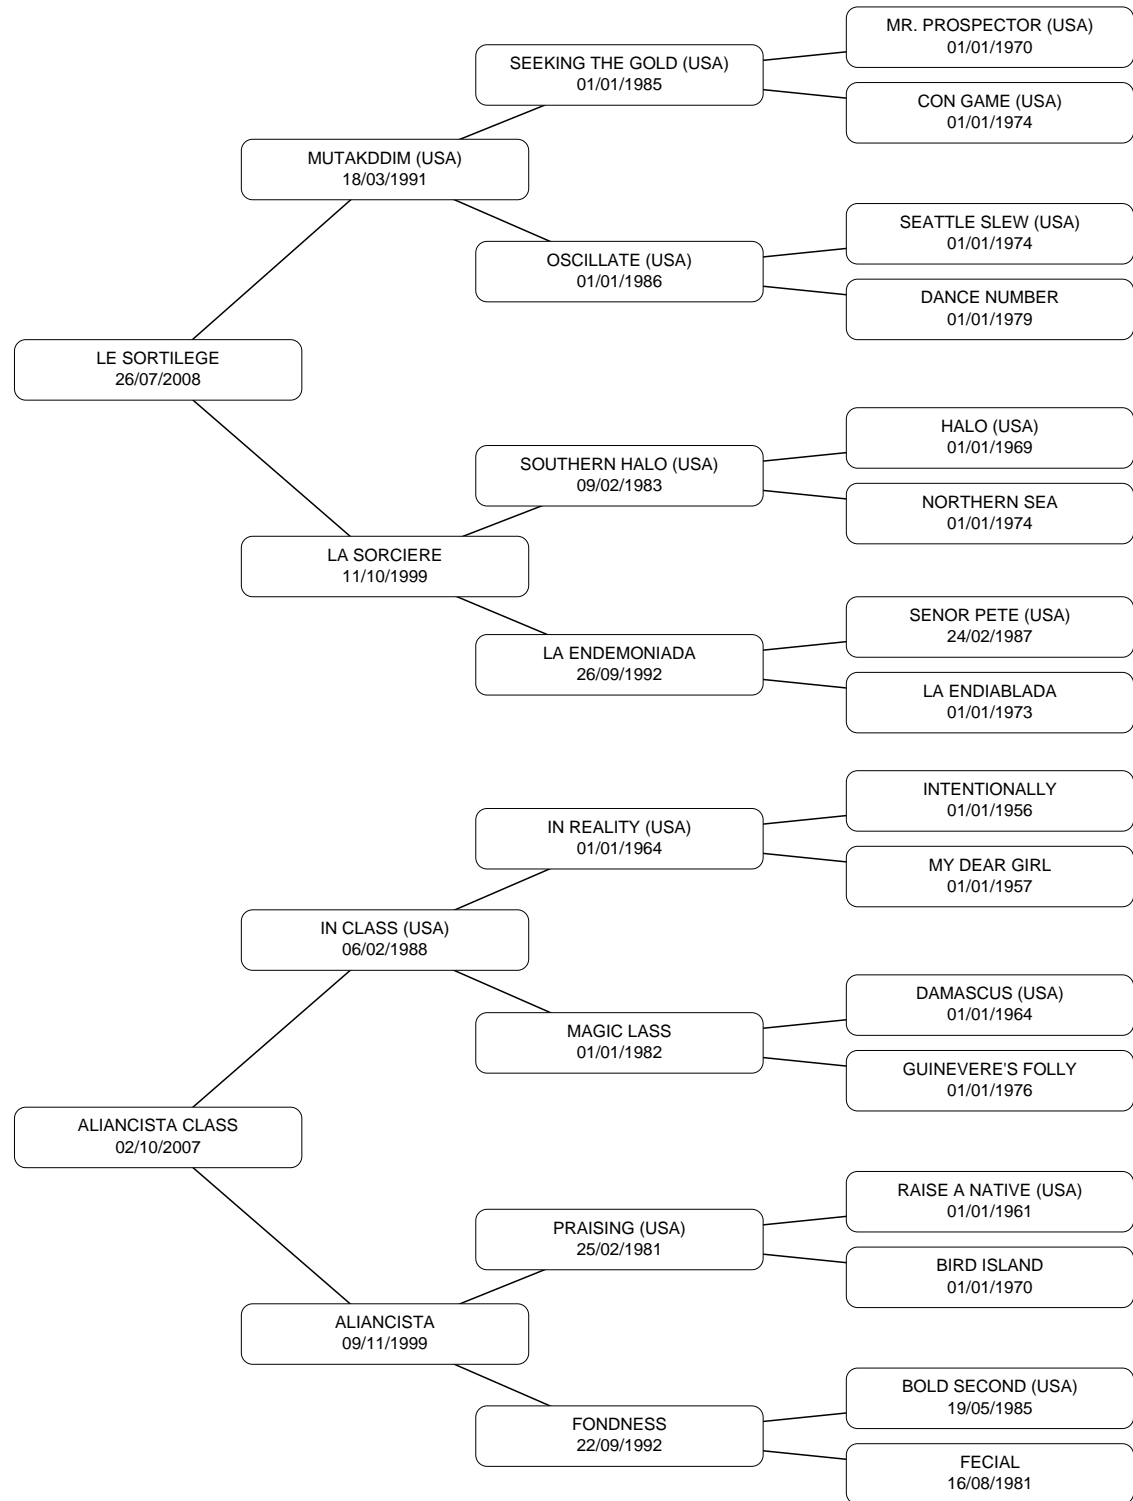 MR. PROSPECTOR (USA)
01/01/1970
SEEKING THE GOLD (USA)
01/01/1985
CON GAME (USA)
01/01/1974
MUTAKDDIM (USA)
18/03/1991
SEATTLE SLEW (USA)
01/01/1974
OSCILLATE (USA)
01/01/1986
DANCE NUMBER
01/01/1979
LE SORTILEGE
26/07/2008
HALO (USA)
01/01/1969
SOUTHERN HALO (USA)
09/02/1983
NORTHERN SEA
01/01/1974
LA SORCIERE
11/10/1999
SENOR PETE (USA)
24/02/1987
LA ENDEMONIADA
26/09/1992
LA ENDIABLADA
01/01/1973
INTENTIONALLY
01/01/1956
IN REALITY (USA)
01/01/1964
MY DEAR GIRL
01/01/1957
IN CLASS (USA)
06/02/1988
DAMASCUS (USA)
01/01/1964
MAGIC LASS
01/01/1982
GUINEVERE'S FOLLY
01/01/1976
ALIANCISTA CLASS
02/10/2007
RAISE A NATIVE (USA)
01/01/1961
PRAISING (USA)
25/02/1981
BIRD ISLAND
01/01/1970
ALIANCISTA
09/11/1999
BOLD SECOND (USA)
19/05/1985
FONDNESS
22/09/1992
FECIAL
16/08/1981